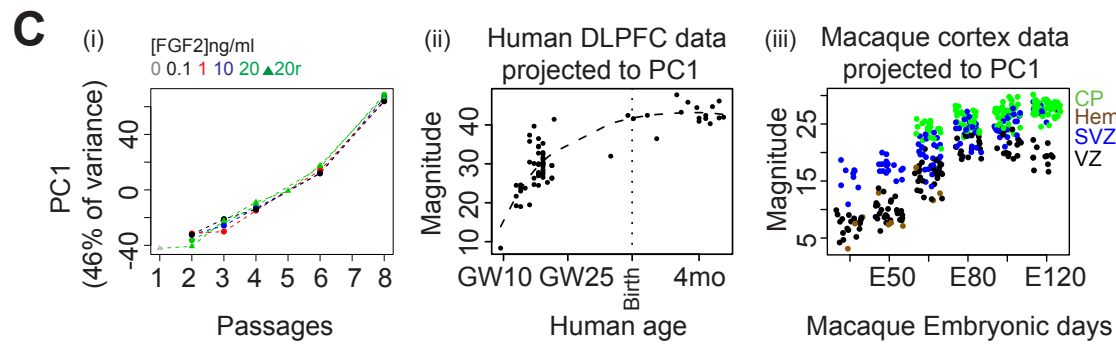 C
(i)
[FGF2]ng/ml
0 0.1 1 10 20 ▲20r
PC1
(46% of variance)
40
0
-40
1 2 3 4 5 6 7 8
Passages
(ii)
Human DLPFC data
projected to PC1
Magnitude
40
30
20
10
GW10 GW25 Birth 4mo
Human age
(iii)
Macaque cortex data
projected to PC1
Magnitude
25
15
5
E50 E80 E120
Macaque Embryonic days
CP
Hem
SVZ
VZ